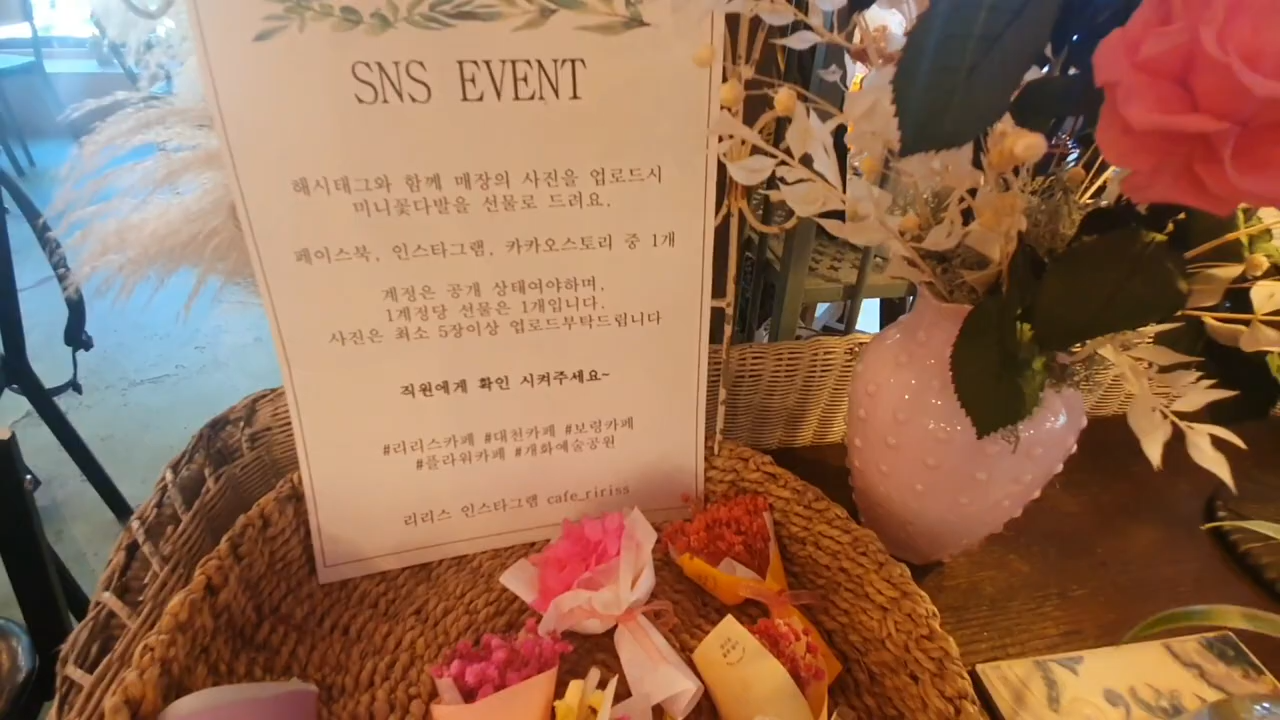 SNS EVENT
해시태그와 함께 매장의 사진을 업로드시
미니꽃다발을 선물로 드려요.
페이스북, 인스타그램, 카카오스토리 중 1개
계정은 공개 상태여야하며,
1계정당 선물은 1개입니다.
사진은 최소 5장이상 업로드부탁드립니다
직원에게 확인 시켜주세요~
#리리스카페 #대천카페 #보령카페
#플라워카페 #개화예술공원
리리스 인스타그램 cafe_ririss